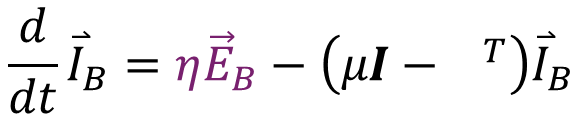 d/dt I⃗_B = ηE⃗_B − (μI − ᵀ)I⃗_B